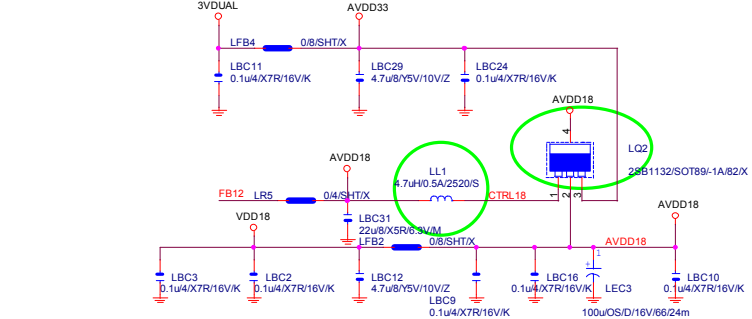 3VDUAL
AVDD33
LFB4 0/8/SHT/X
LBC11
0.1u/4/X7R/16V/K
LBC29
4.7u/8/Y5V/10V/Z
LBC24
0.1u/4/X7R/16V/K
AVDD18
4
LQ2
2SB1132/SOT89/-1A/82/X
1
2
3
AVDD18
LL1
4.7uH/0.5A/2520/S
FB12 LR5 0/4/SHT/X
CTRL18
LBC31
22u/8/X5R/6.3V/M
VDD18
LFB2 0/8/SHT/X
AVDD18
AVDD18
LBC3
0.1u/4/X7R/16V/K
LBC2
0.1u/4/X7R/16V/K
LBC12
4.7u/8/Y5V/10V/Z
LBC9
0.1u/4/X7R/16V/K
LBC16
0.1u/4/X7R/16V/K
1
+
LEC3
100u/OS/D/16V/66/24m
LBC10
0.1u/4/X7R/16V/K